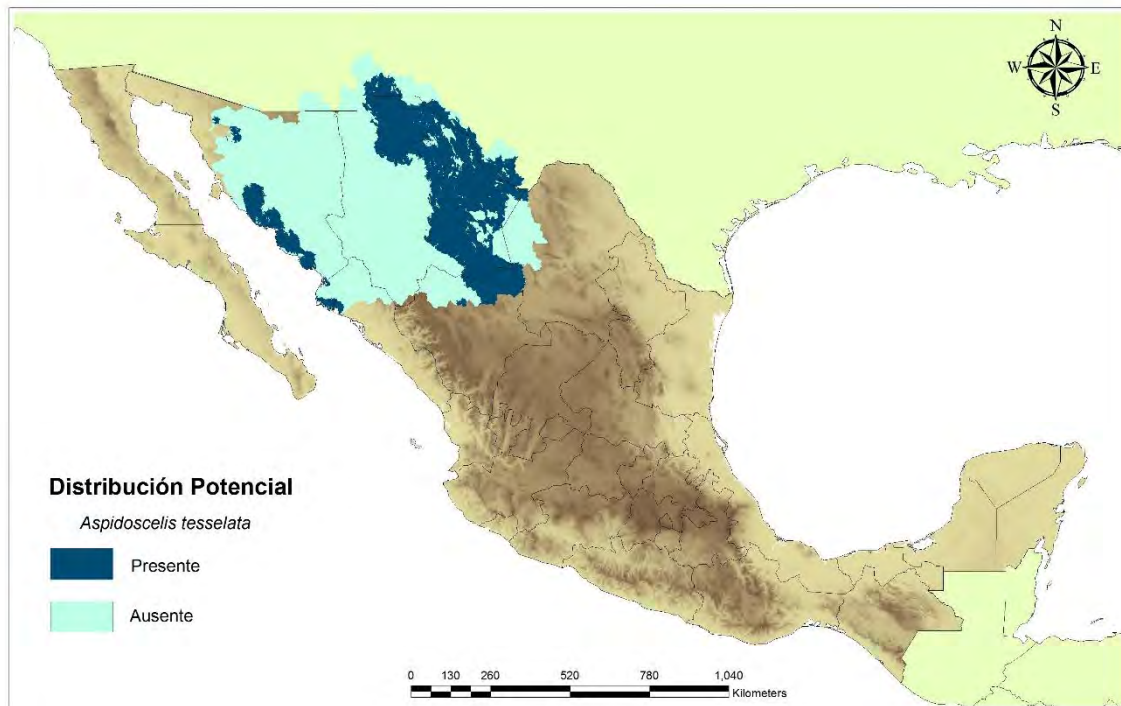 N
W E
S
Distribución Potencial
Aspidoscelis tesselata
Presente
Ausente
0 130 260 520 780 1,040
Kilometers